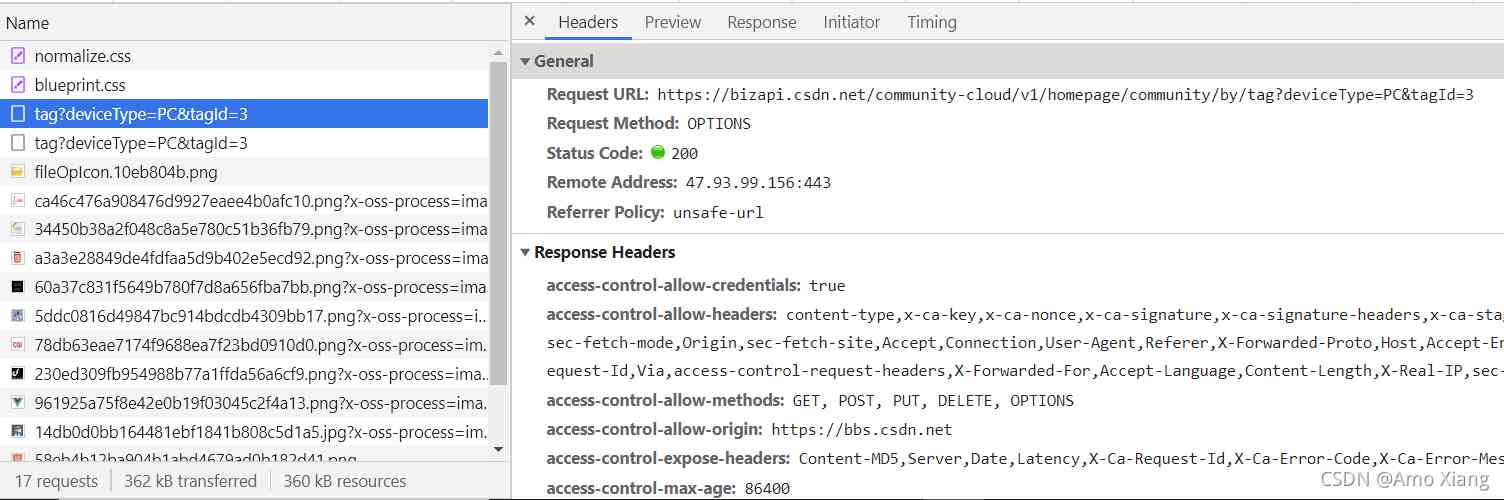 Name
normalize.css
blueprint.css
tag?deviceType=PC&tagId=3
tag?deviceType=PC&tagId=3
fileOpIcon.10eb804b.png
ca46c476a908476d9927eaee4b0afc10.png?x-oss-process=ima
34450b38a2f048c8a5e780c51b36fb79.png?x-oss-process=ima
a3a3e28849de4fdfaa5d9b402e5ecd92.png?x-oss-process=ima
60a37c831f5649b780f7d8a656fba7bb.png?x-oss-process=ima
5ddc0816d49847bc914bdcdb4309bb17.png?x-oss-process=i...
78db63eae7174f9688ea7f23bd0910d0.png?x-oss-process=im.
230ed309fb954988b77a1ffda56a6cf9.png?x-oss-process=ima.
961925a75f8e42e0b19f03045c2f4a13.png?x-oss-process=ima.
14db0d0bb164481ebf1841b808c5d1a5.jpg?x-oss-process=im.
58eb4b12ba904b1abd4679ad0b182d41.png
17 requests 362 kB transferred 360 kB resources
Headers Preview Response Initiator Timing
General
Request URL: https://bizapi.csdn.net/community-cloud/v1/homepage/community/by/tag?deviceType=PC&tagId=3
Request Method: OPTIONS
Status Code: 200
Remote Address: 47.93.99.156:443
Referrer Policy: unsafe-url
Response Headers
access-control-allow-credentials: true
access-control-allow-headers: content-type,x-ca-key,x-ca-nonce,x-ca-signature,x-ca-signature-headers,x-ca-stag
sec-fetch-mode,Origin,sec-fetch-site,Accept,Connection,User-Agent,Referer,X-Forwarded-Proto,Host,Accept-En
equest-Id,Via,access-control-request-headers,X-Forwarded-For,Accept-Language,Content-Length,X-Real-IP,sec-
access-control-allow-methods: GET, POST, PUT, DELETE, OPTIONS
access-control-allow-origin: https://bbs.csdn.net
access-control-expose-headers: Content-MD5,Server,Date,Latency,X-Ca-Request-Id,X-Ca-Error-Code,X-Ca-Error-Mes
access-control-max-age: 86400
CSDN @Amo Xiang